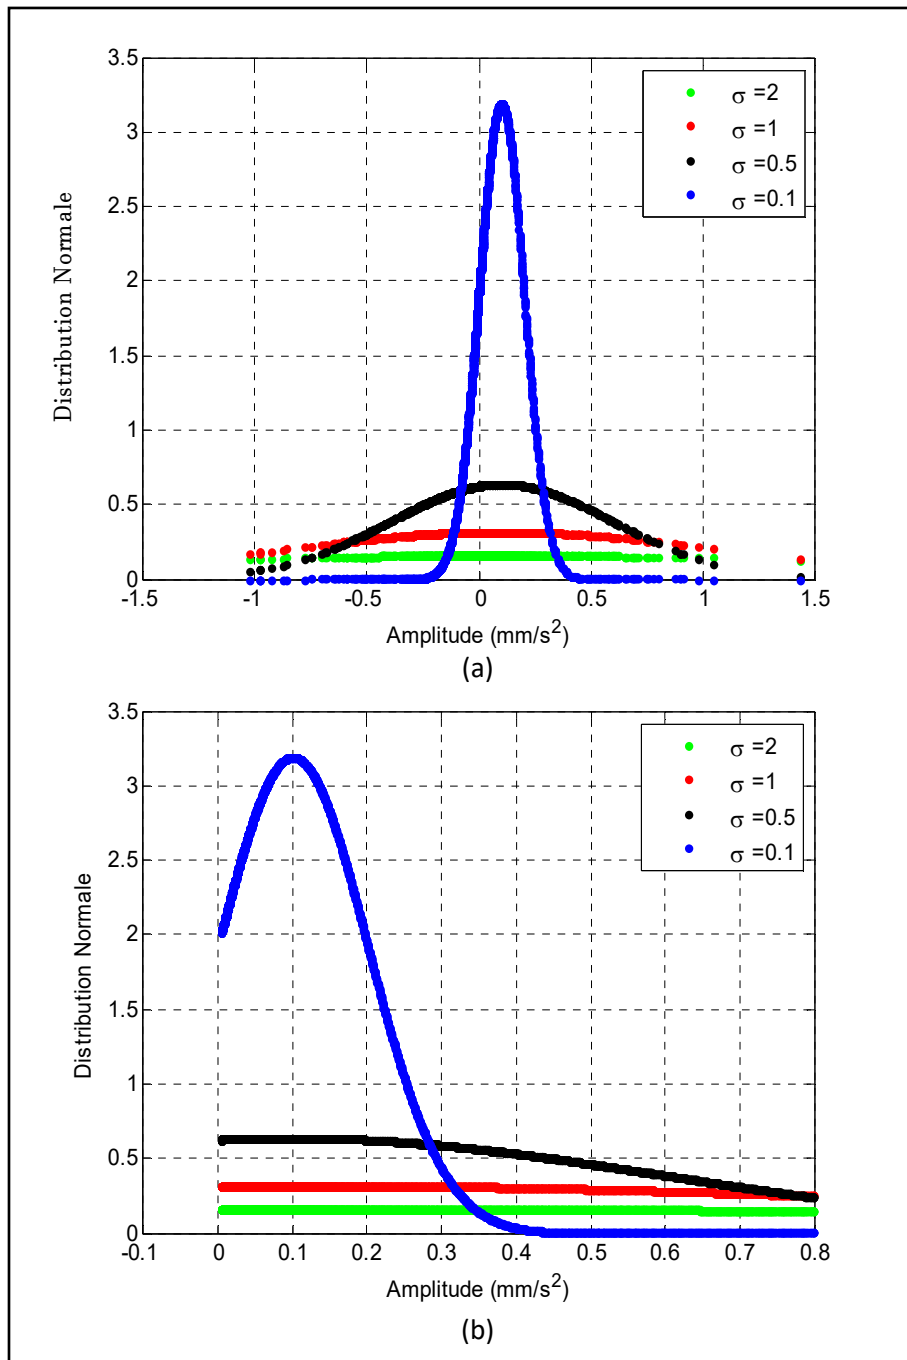 3.5
3
2.5
2
1.5
1
0.5
0
-1.5
-1
-0.5
0
0.5
1
1.5
Distribution Normale
Amplitude (mm/s²)
σ =2
σ =1
σ =0.5
σ =0.1
(a)
3.5
3
2.5
2
1.5
1
0.5
0
-0.1
0
0.1
0.2
0.3
0.4
0.5
0.6
0.7
0.8
Distribution Normale
Amplitude (mm/s²)
σ =2
σ =1
σ =0.5
σ =0.1
(b)